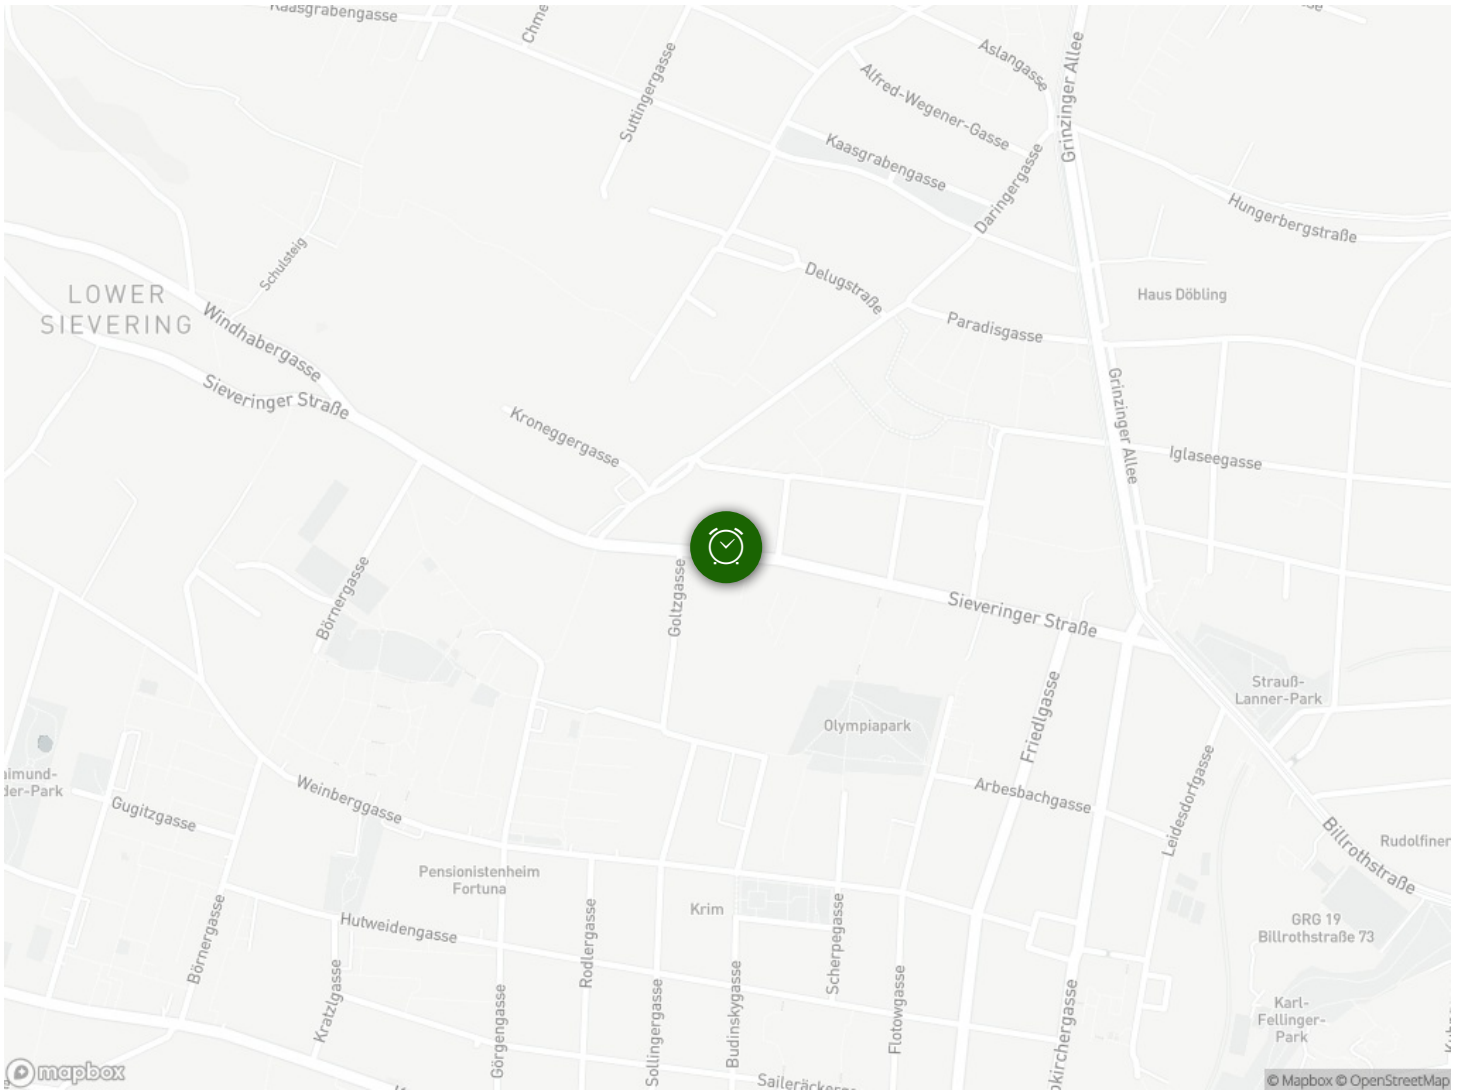 Kaasgrabengasse
Suttingergasse
Aslangasse
Grinzinger Allee
Alfred-Wegener-Gasse
Kaasgrabengasse
Daringergasse
Hungerbergstraße
Schulsteig
LOWER
SIEVERING
Windhabergasse
Delugstraße
Haus Döbling
Paradisgasse
Sieveringer Straße
Grinzinger Allee
Kroneggergasse
Iglaseegasse
Börnergasse
Goltzgasse
Sieveringer Straße
Strauß-
Lanner-Park
Olympiapark
Friedlgasse
Weinberggasse
Gugitzgasse
Arbesbachgasse
Leidesdorfgasse
Billrothstraße
Pensionistenheim
Fortuna
Krim
Hutweidengasse
Börnergasse
Rodlergasse
Scherpegasse
GRG 19
Billrothstraße 73
Kratzlgasse
Görgengasse
Sollingergasse
Budinskygasse
Flotowgasse
Karl-
Fellinger-
Park
mapbox
© Mapbox © OpenStreetMap